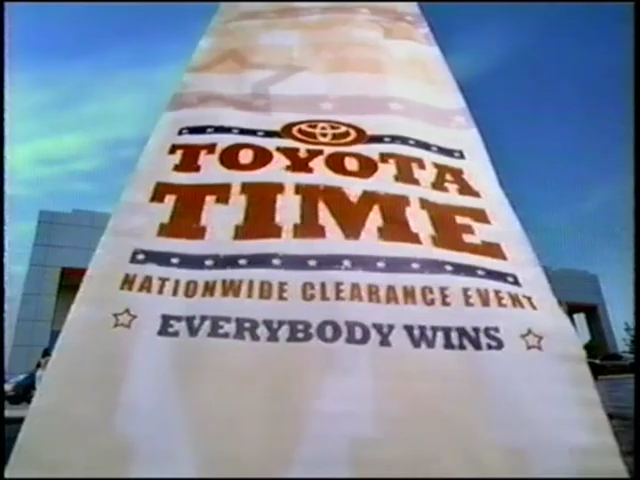 TOYOTA
TIME
NATIONWIDE CLEARANCE EVENT
EVERYBODY WINS